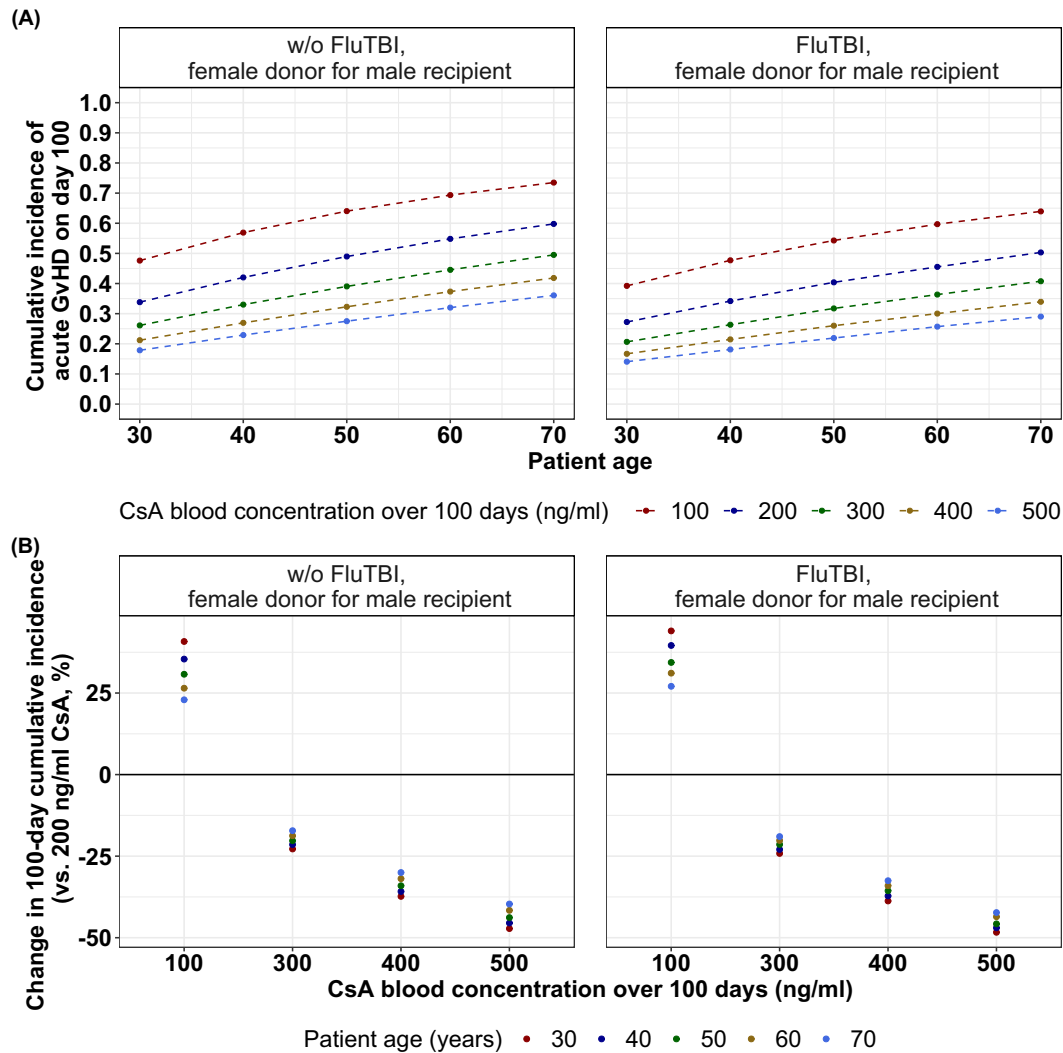 (A)
w/o FluTBI,
female donor for male recipient
FluTBI,
female donor for male recipient
Cumulative incidence of
acute GvHD on day 100
1.0
0.9
0.8
0.7
0.6
0.5
0.4
0.3
0.2
0.1
0.0
30 40 50 60 70
30 40 50 60 70
Patient age
CsA blood concentration over 100 days (ng/ml) 100 200 300 400 500
(B)
w/o FluTBI,
female donor for male recipient
FluTBI,
female donor for male recipient
Change in 100-day cumulative incidence
(vs. 200 ng/ml CsA, %)
25
0
-25
-50
100 300 400 500
100 300 400 500
CsA blood concentration over 100 days (ng/ml)
Patient age (years) 30 40 50 60 70